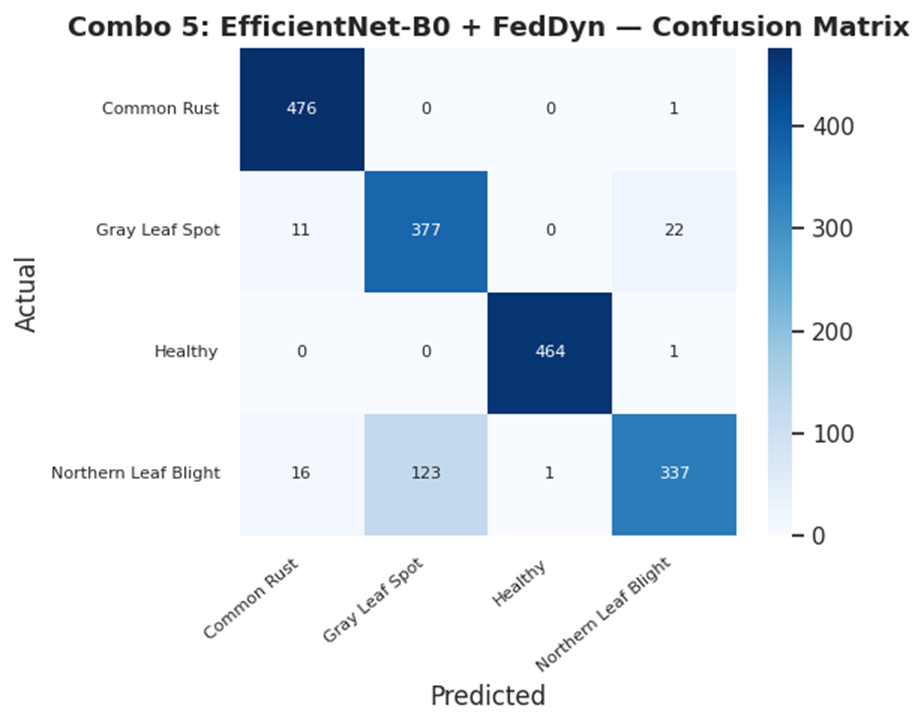 Combo 5: EfficientNet-B0 + FedDyn — Confusion Matrix
Common Rust 476 0 0 1
400
Gray Leaf Spot 11 377 0 22
300
Actual
200
Healthy 0 0 464 1
100
Northern Leaf Blight 16 123 1 337
0
Common Rust
Gray Leaf Spot
Healthy
Northern Leaf Blight
Predicted